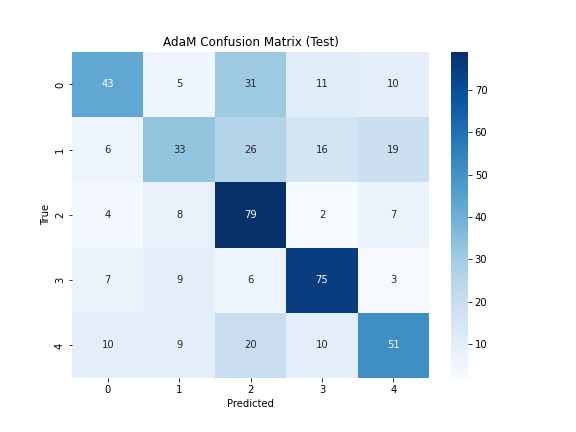 AdaM Confusion Matrix (Test)
0 43 5 31 11 10
1 6 33 26 16 19
2 4 8 79 2 7
3 7 9 6 75 3
4 10 9 20 10 51
0 1 2 3 4
Predicted
True
70
60
50
40
30
20
10